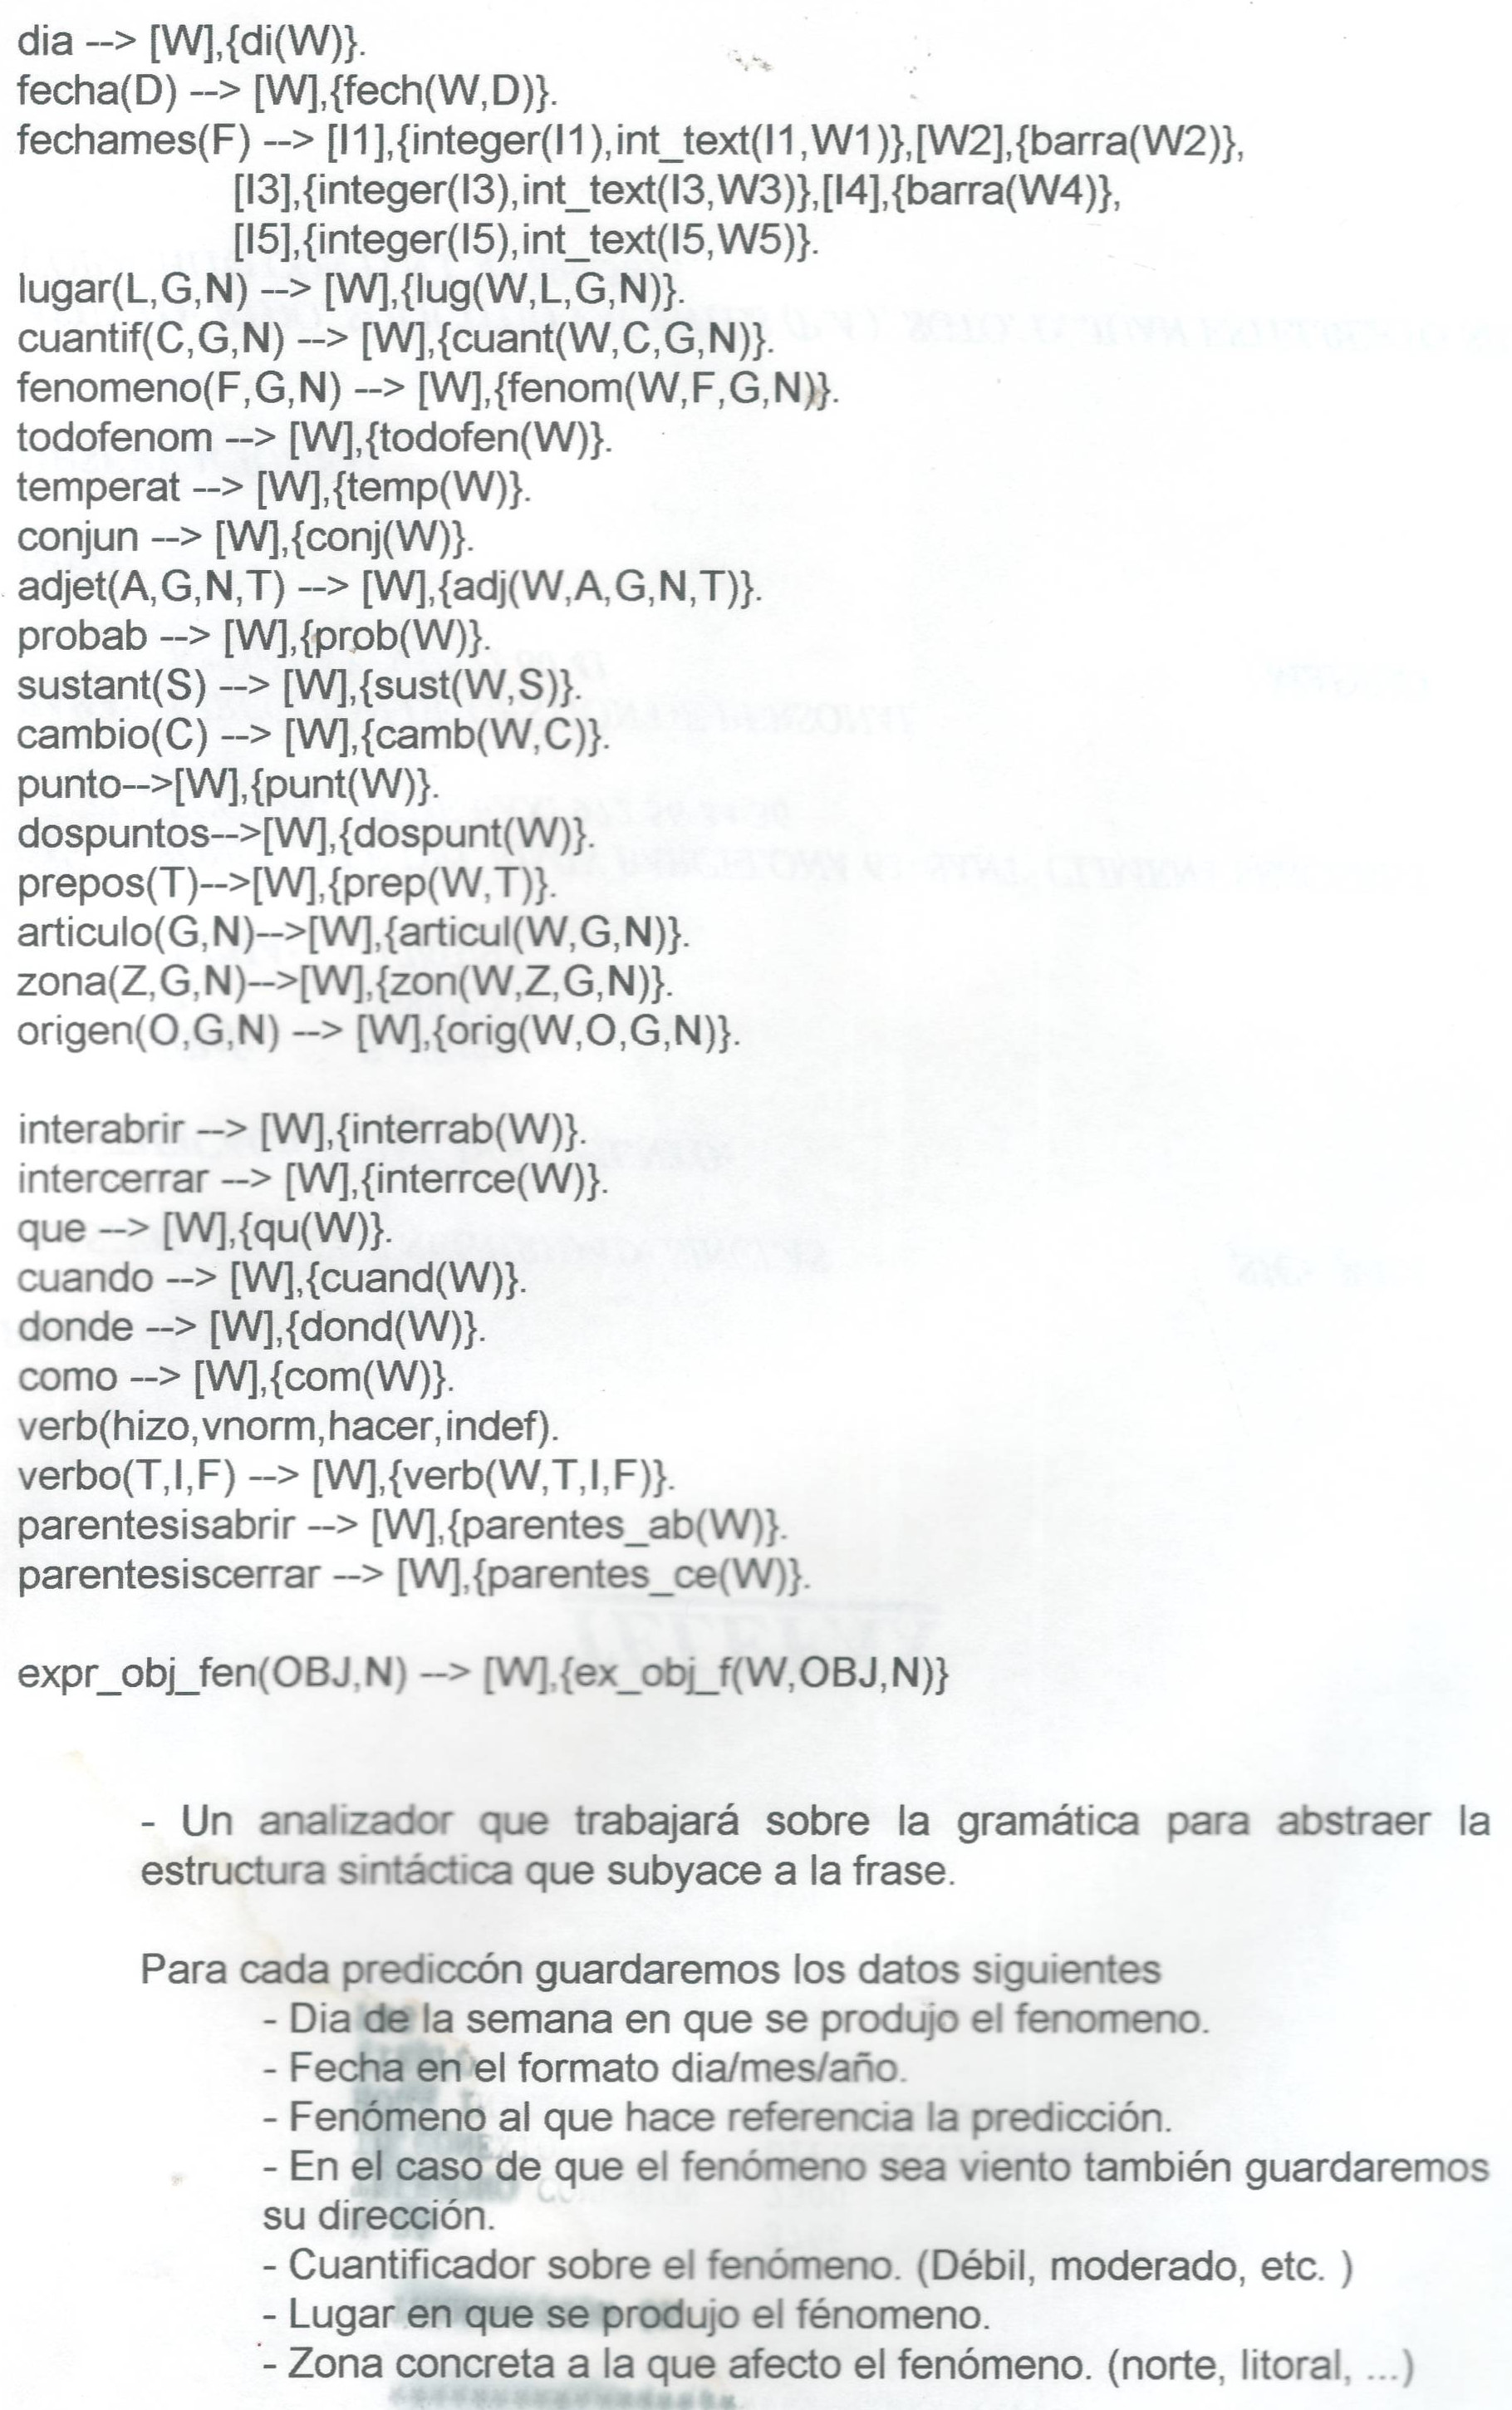 dia --> [W],{di(W)}.
fecha(D) --> [W],{fech(W,D)}.
fechames(F) --> [I1],{integer(I1),int_text(I1,W1)},[W2],{barra(W2)},
[I3],{integer(I3),int_text(I3,W3)},[I4],{barra(W4)},
[I5],{integer(I5),int_text(I5,W5)}.
lugar(L,G,N) --> [W],{lug(W,L,G,N)}.
cuantif(C,G,N) --> [W],{cuant(W,C,G,N)}.
fenomeno(F,G,N) --> [W],{fenom(W,F,G,N)}.
todofenom --> [W],{todofen(W)}.
temperat --> [W],{temp(W)}.
conjun --> [W],{conj(W)}.
adjet(A,G,N,T) --> [W],{adj(W,A,G,N,T)}.
probab --> [W],{prob(W)}.
sustant(S) --> [W],{sust(W,S)}.
cambio(C) --> [W],{camb(W,C)}.
punto-->[W],{punt(W)}.
dospuntos-->[W],{dospunt(W)}.
prepos(T)-->[W],{prep(W,T)}.
articulo(G,N)-->[W],{articul(W,G,N)}.
zona(Z,G,N)-->[W],{zon(W,Z,G,N)}.
origen(O,G,N) --> [W],{orig(W,O,G,N)}.
interabrir --> [W],{interrab(W)}.
intercerrar --> [W],{interrce(W)}.
que --> [W],{qu(W)}.
cuando --> [W],{cuand(W)}.
donde --> [W],{dond(W)}.
como --> [W],{com(W)}.
verb(hizo,vnorm,hacer,indef).
verbo(T,I,F) --> [W],{verb(W,T,I,F)}.
parentesisabrir --> [W],{parentes_ab(W)}.
parentesiscerrar --> [W],{parentes_ce(W)}.
expr_obj_fen(OBJ,N) --> [W],{ex_obj_f(W,OBJ,N)}
- Un analizador que trabajará sobre la gramática para abstraer la
estructura sintáctica que subyace a la frase.
Para cada prediccón guardaremos los datos siguientes
- Dia de la semana en que se produjo el fenomeno.
- Fecha en el formato dia/mes/año.
- Fenómeno al que hace referencia la predicción.
- En el caso de que el fenómeno sea viento también guardaremos
su dirección.
- Cuantificador sobre el fenómeno. (Débil, moderado, etc. )
- Lugar en que se produjo el fénomeno.
- Zona concreta a la que afecto el fenómeno. (norte, litoral, ...)